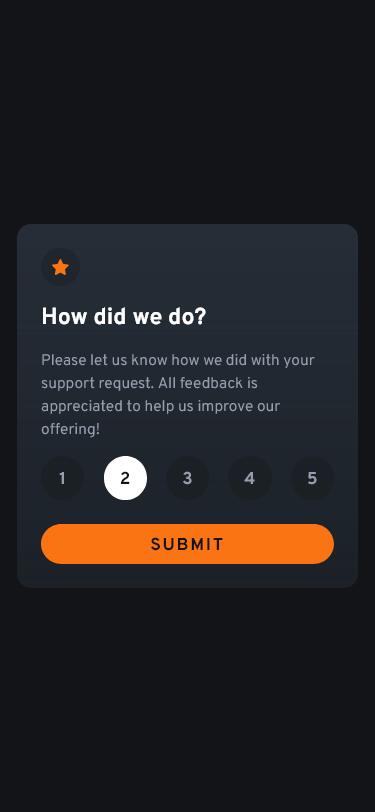 How did we do?
Please let us know how we did with your
support request. All feedback is
appreciated to help us improve our
offering!
1 2 3 4 5
SUBMIT